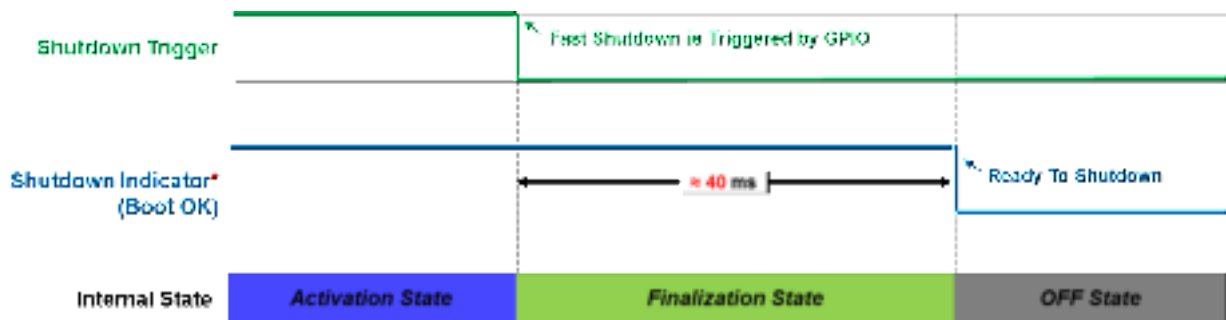 Shutdown Trigger
Fast Shutdown is Triggered by GPIO
Shutdown Indicator*
(Boot OK)
≈ 40 ms
Ready To Shutdown
Internal State
Activation State
Finalization State
OFF State